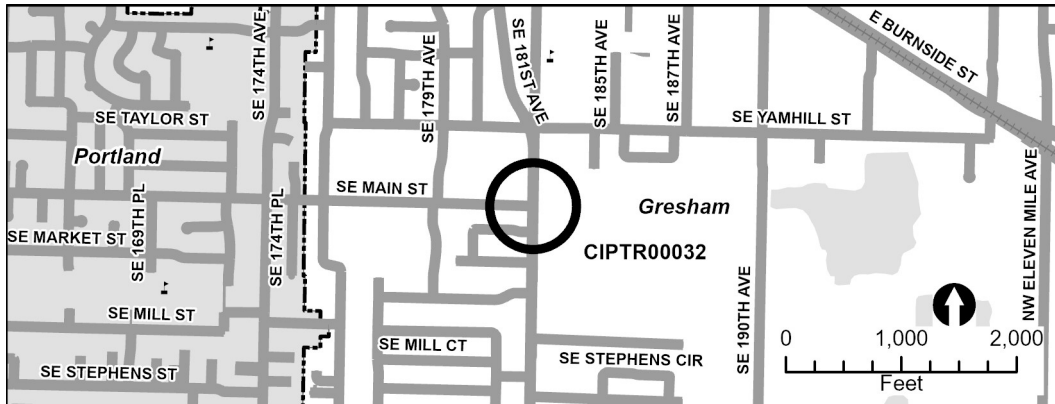 E BURNSIDE ST
SE 174TH AVE
SE 179TH AVE
SE 181ST AVE
SE 185TH AVE
SE 187TH AVE
SE TAYLOR ST
SE YAMHILL ST
Portland
SE MAIN ST
SE 169TH PL
SE 174TH PL
Gresham
SE MARKET ST
CIPTR00032
SE 190TH AVE
NW ELEVEN MILE AVE
SE MILL ST
SE MILL CT
SE STEPHENS CIR
SE STEPHENS ST
0 1,000 2,000
Feet